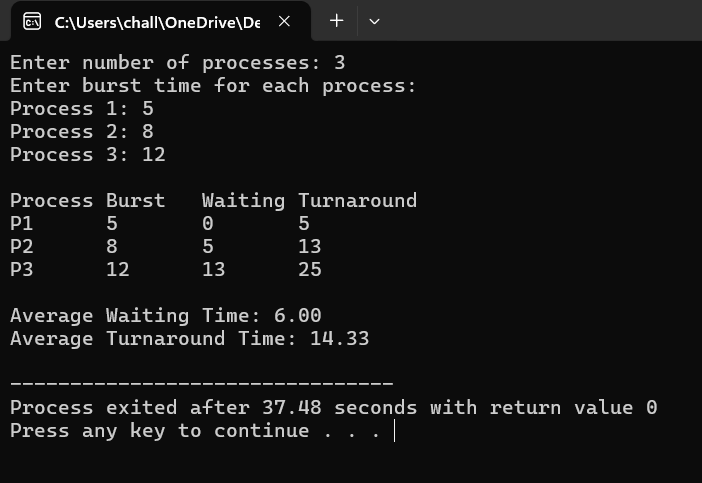 C:\Users\chall\OneDrive\De
Enter number of processes: 3
Enter burst time for each process:
Process 1: 5
Process 2: 8
Process 3: 12
Process Burst   Waiting Turnaround
P1      5       0       5
P2      8       5       13
P3      12      13      25
Average Waiting Time: 6.00
Average Turnaround Time: 14.33
--------------------------------
Process exited after 37.48 seconds with return value 0
Press any key to continue . . .